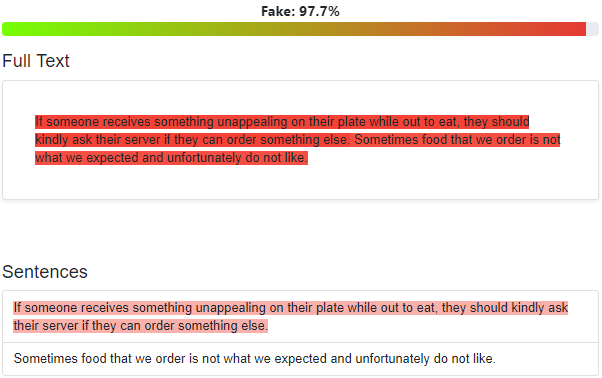 Fake: 97.7%
Full Text
If someone receives something unappealing on their plate while out to eat, they should
kindly ask their server if they can order something else. Sometimes food that we order is not
what we expected and unfortunately do not like.
Sentences
If someone receives something unappealing on their plate while out to eat, they should kindly ask
their server if they can order something else.
Sometimes food that we order is not what we expected and unfortunately do not like.